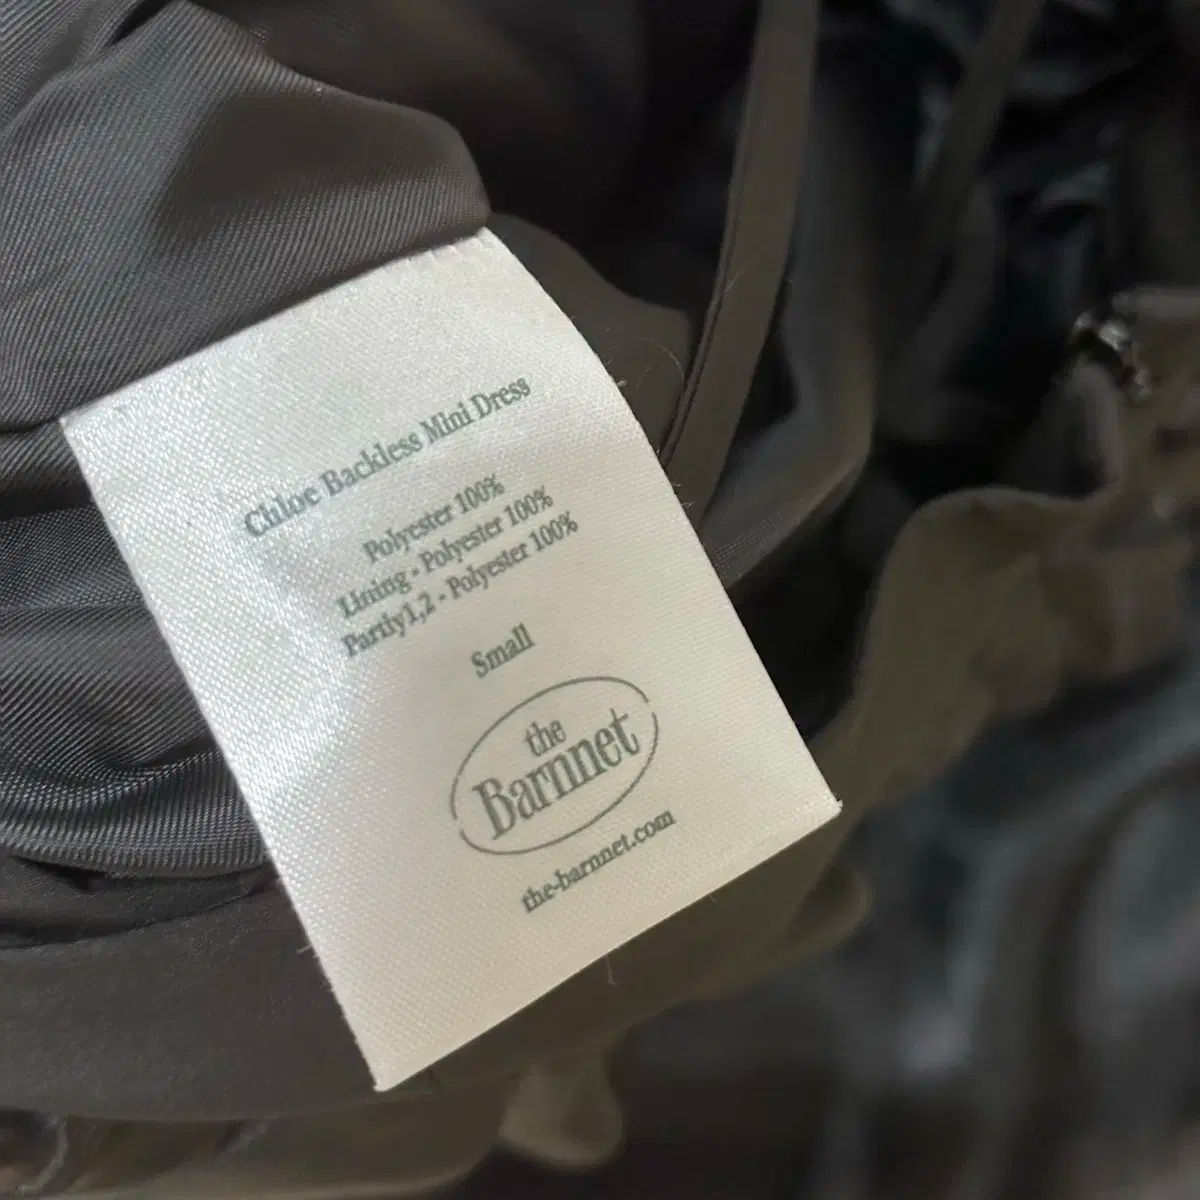 Chloe Backless Mini Dress
Polyester 100%
Lining - Polyester 100%
Partly1,2 - Polyester 100%
Small
the
Barnnet
the-barnnet.com